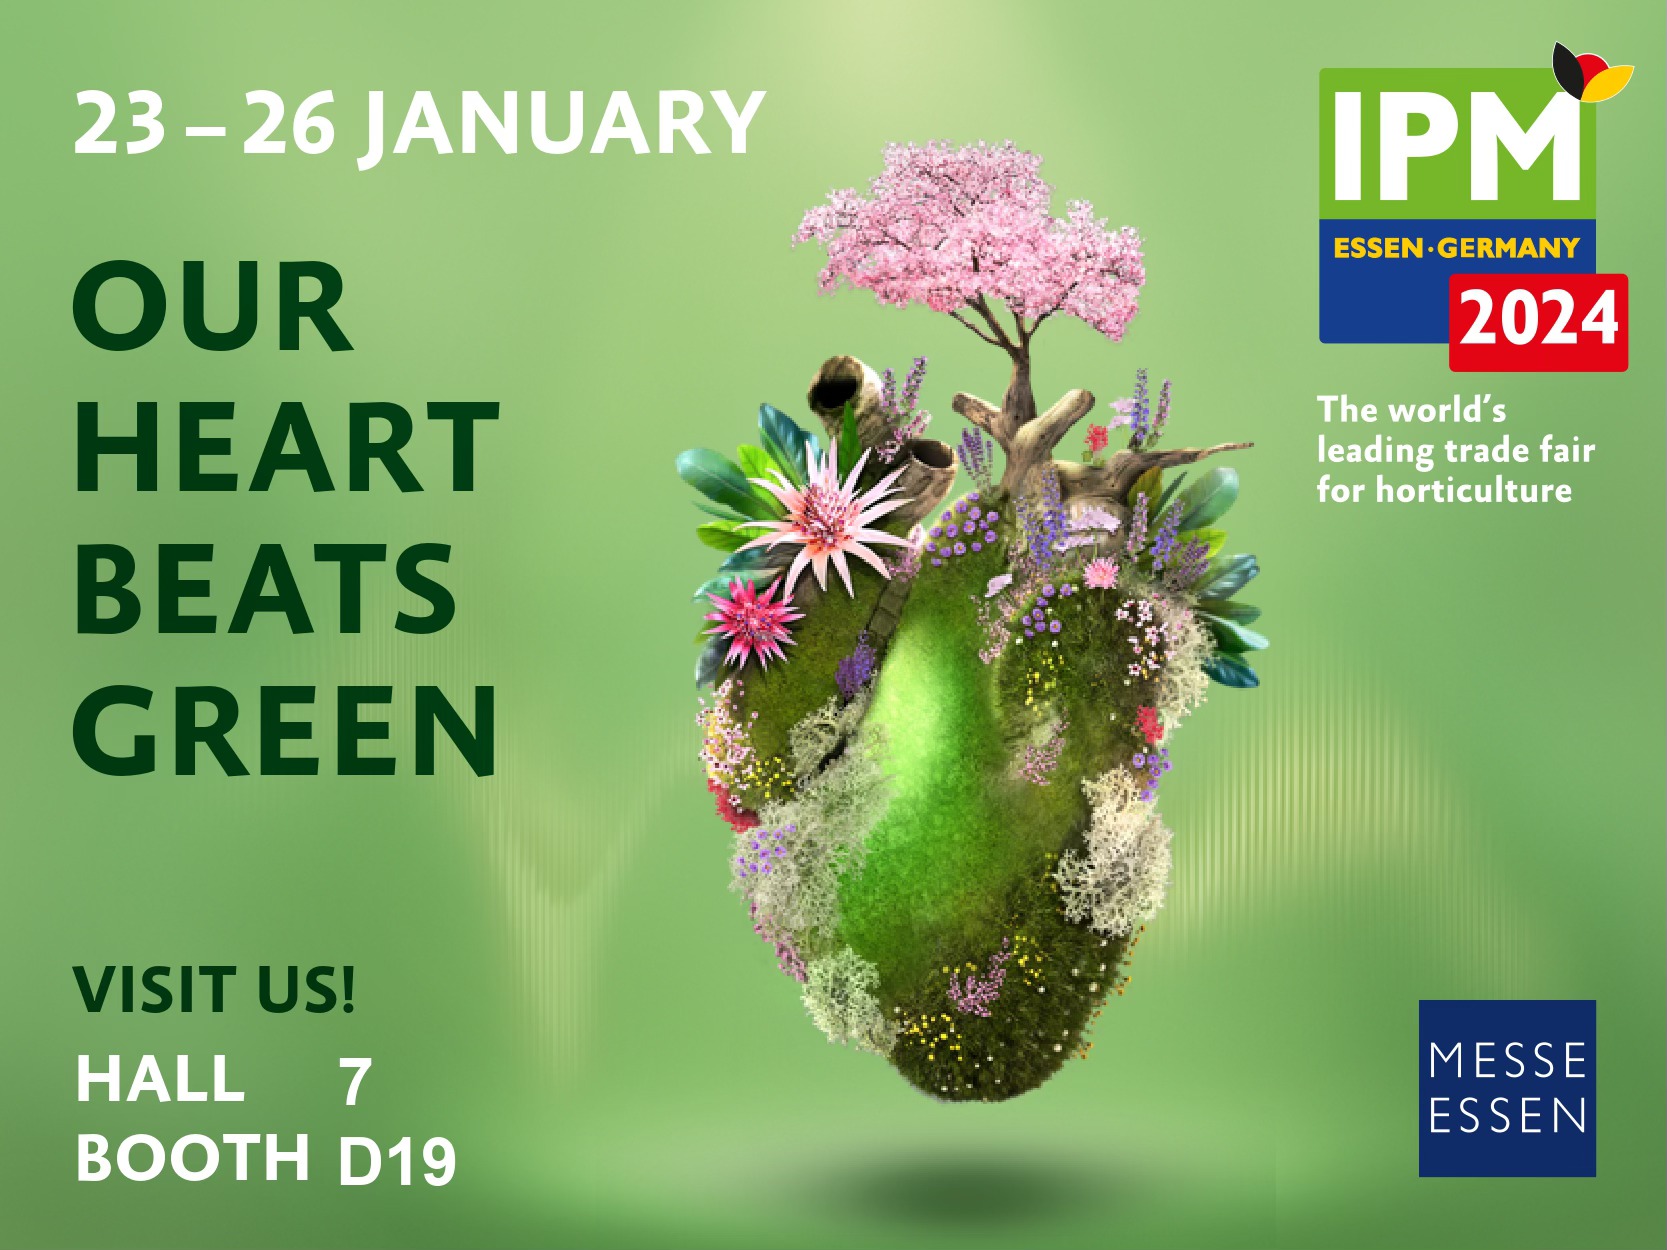 23 – 26 JANUARY
OUR
HEART
BEATS
GREEN
VISIT US!
HALL 7
BOOTH D19
IPM
ESSEN·GERMANY
2024
The world's
leading trade fair
for horticulture
MESSE
ESSEN